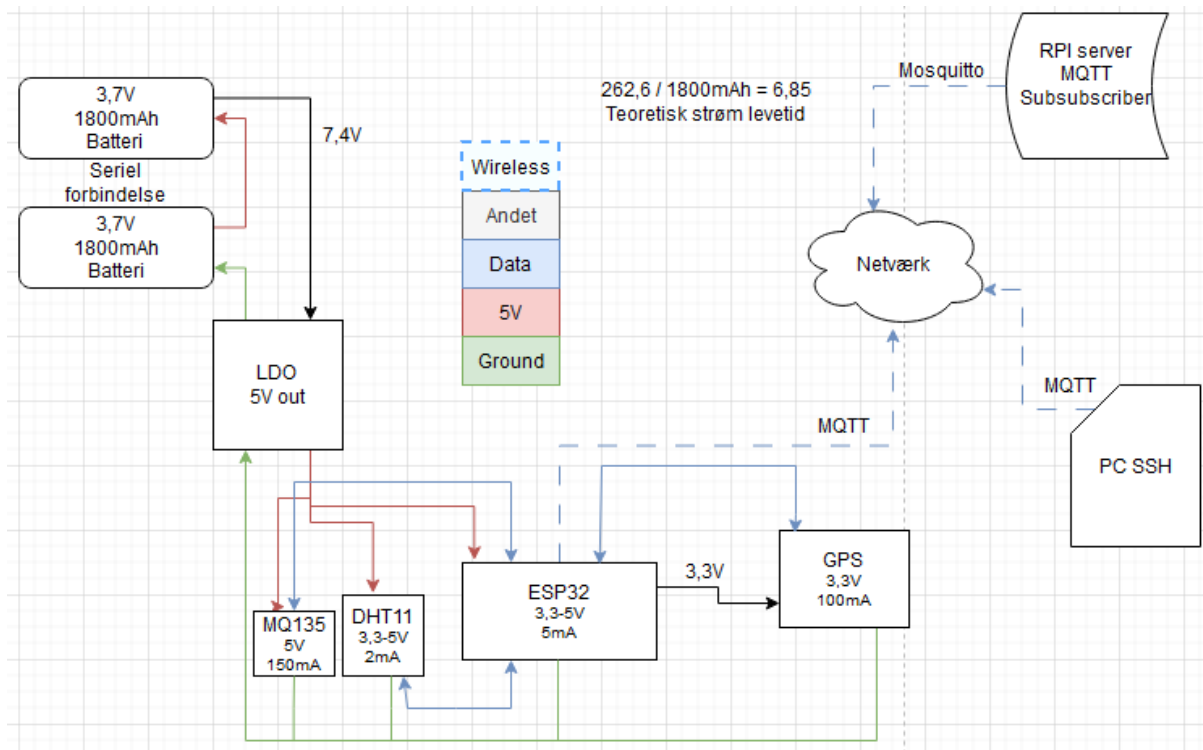 3,7V
1800mAh
Batteri
Seriel
forbindelse
3,7V
1800mAh
Batteri
7,4V
LDO
5V out
262,6 / 1800mAh = 6,85
Teoretisk strøm levetid
Wireless
Andet
Data
5V
Ground
Mosquitto
RPI server
MQTT
Subsubscriber
Netværk
MQTT
PC SSH
MQTT
MQ135
5V
150mA
DHT11
3,3-5V
2mA
ESP32
3,3-5V
5mA
3,3V
GPS
3,3V
100mA